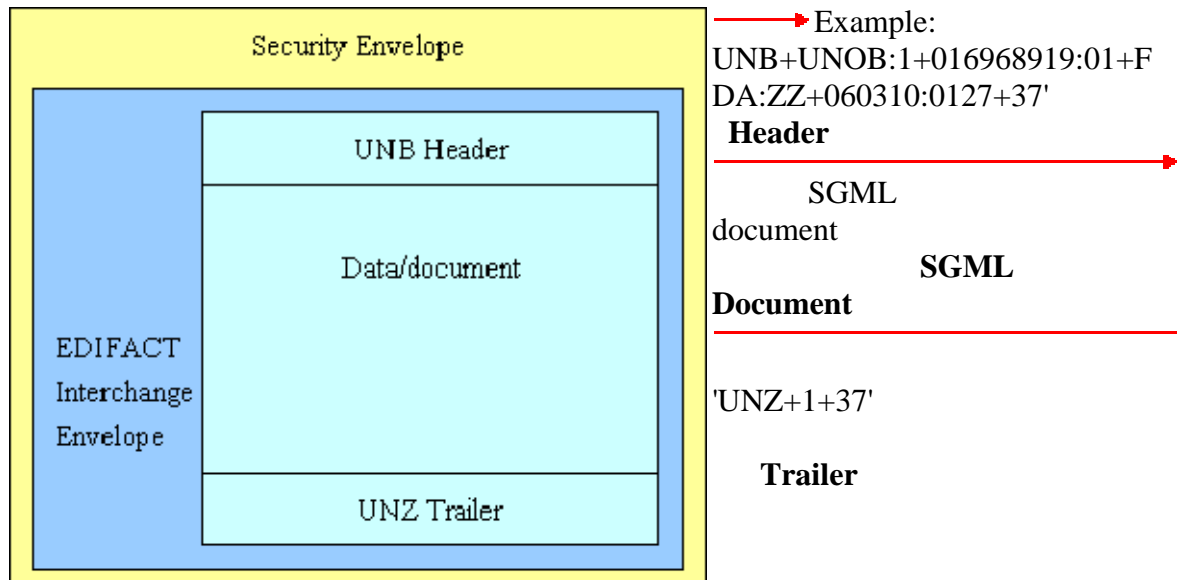 Security Envelope
UNB Header
Data/document
EDIFACT
Interchange
Envelope
UNZ Trailer
Example:
UNB+UNOB:1+016968919:01+F
DA:ZZ+060310:0127+37'
Header
SGML
document
SGML
Document
'UNZ+1+37'
Trailer